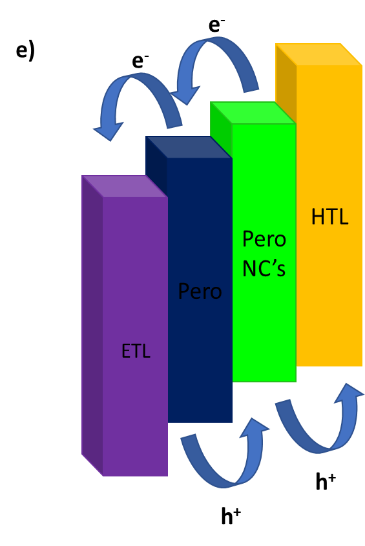 e)
e-
e-
HTL
Pero
NC's
Pero
ETL
h+
h+